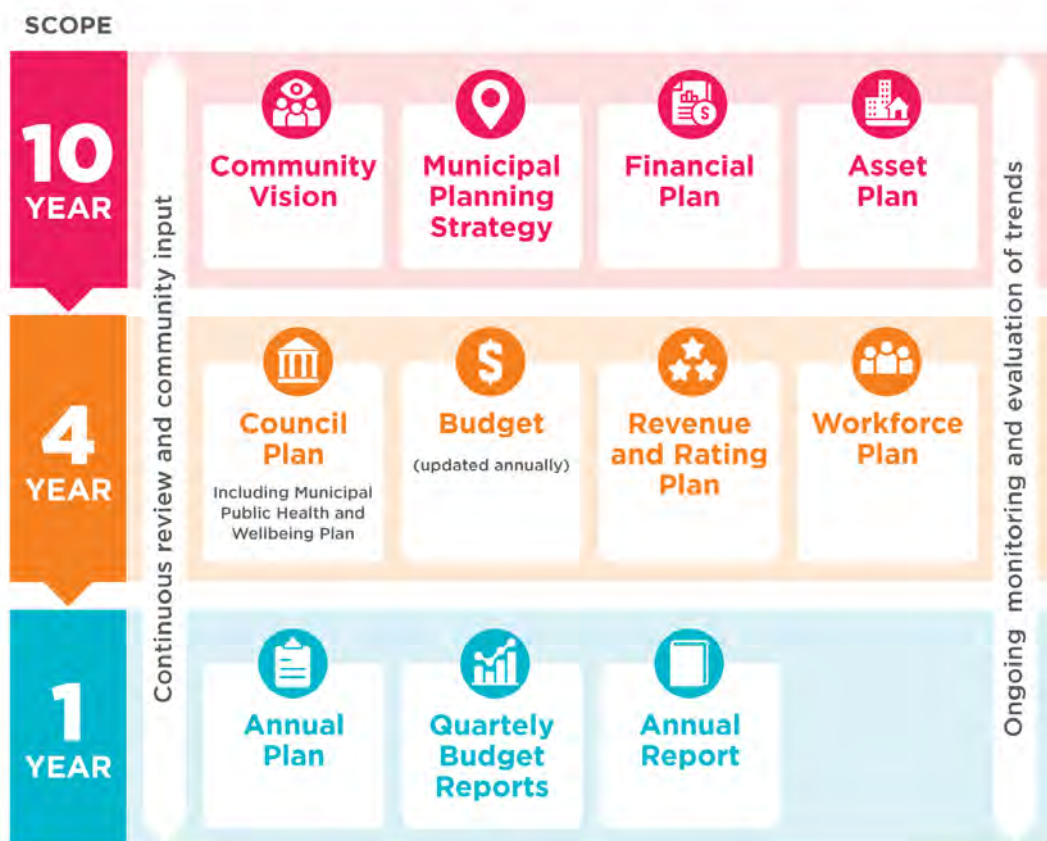 SCOPE
10
YEAR
Continuous review and community input
Community
Vision
Municipal
Planning
Strategy
Financial
Plan
Asset
Plan
Ongoing monitoring and evaluation of trends
4
YEAR
Council
Plan
Including Municipal
Public Health and
Wellbeing Plan
Budget
(updated annually)
Revenue
and Rating
Plan
Workforce
Plan
1
YEAR
Annual
Plan
Quartely
Budget
Reports
Annual
Report